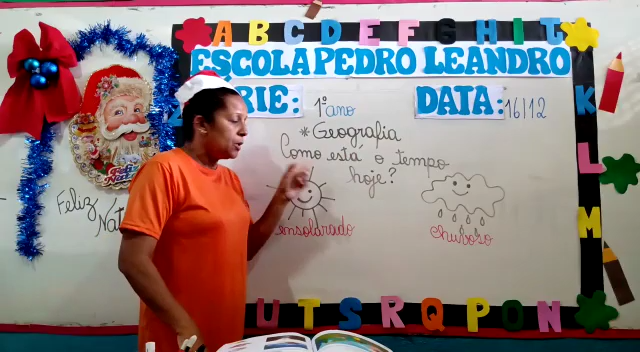 A B C D E F G H I T
ESCOLA PEDRO LEANDRO
RIE: 1º ano DATA: 16/12
* Geografia
Como está o tempo
hoje?
ensolarado chuvoso
Feliz
Nat
K
L
M
U T S R Q P O N